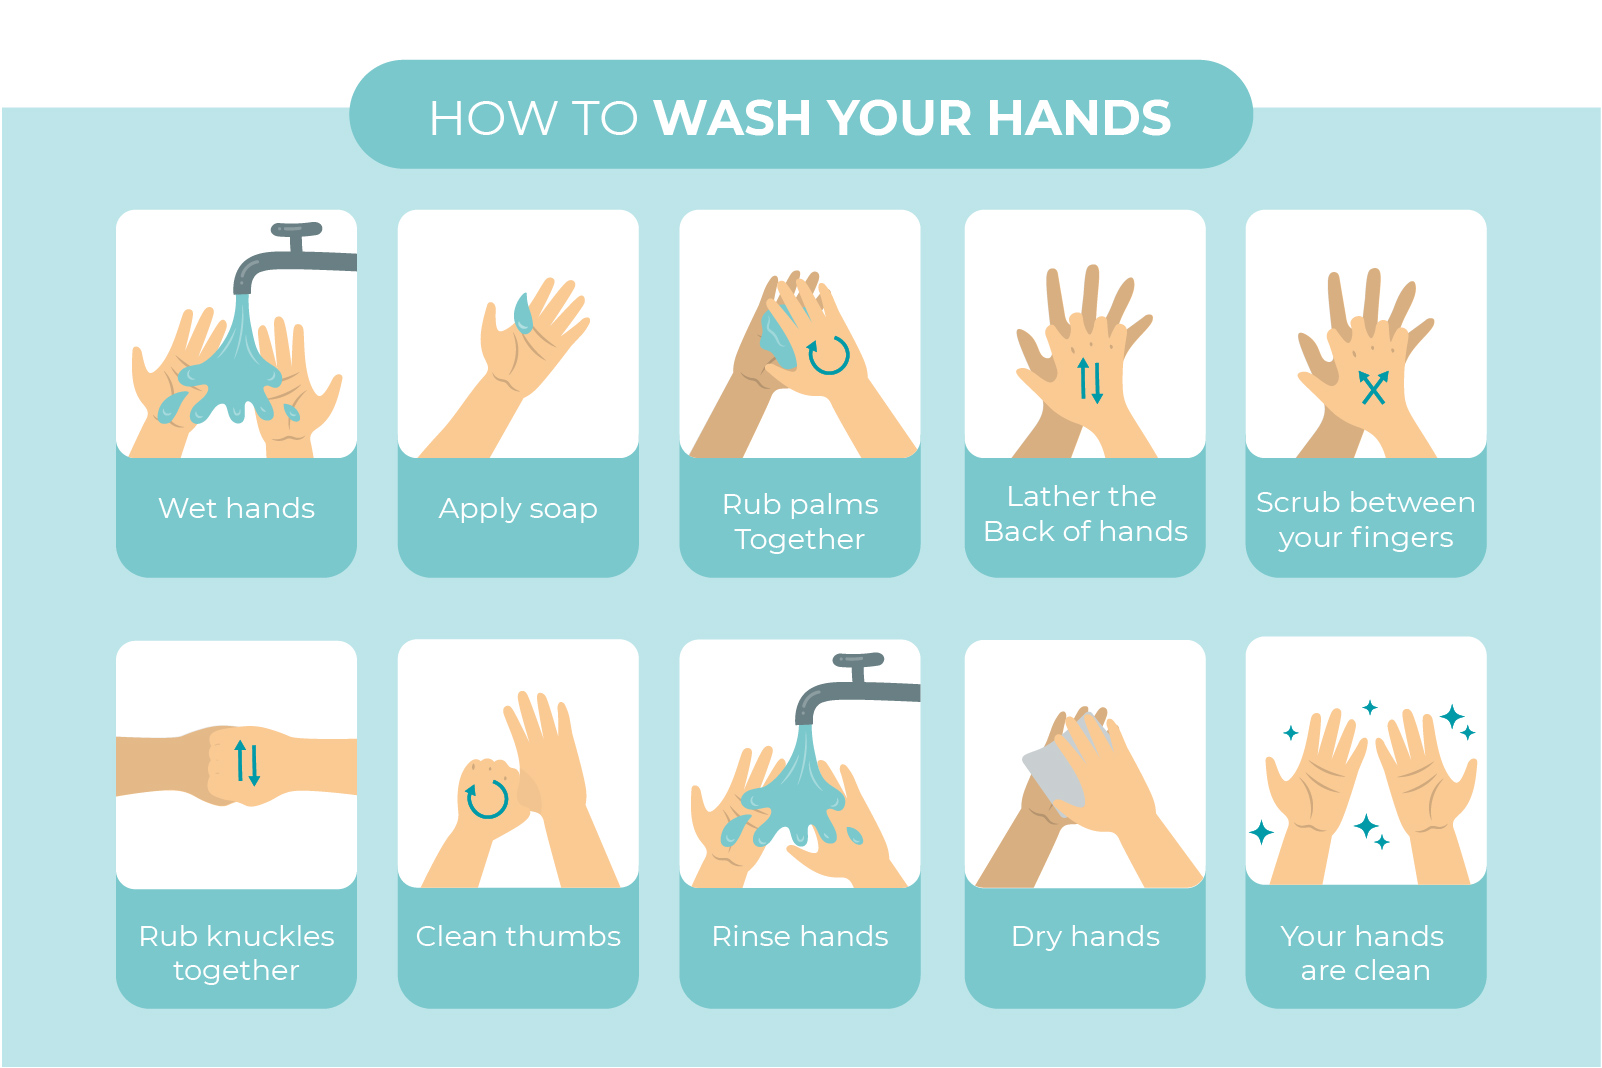 HOW TO WASH YOUR HANDS
Wet hands
Apply soap
Rub palms
Together
Lather the
Back of hands
Scrub between
your fingers
Rub knuckles
together
Clean thumbs
Rinse hands
Dry hands
Your hands
are clean